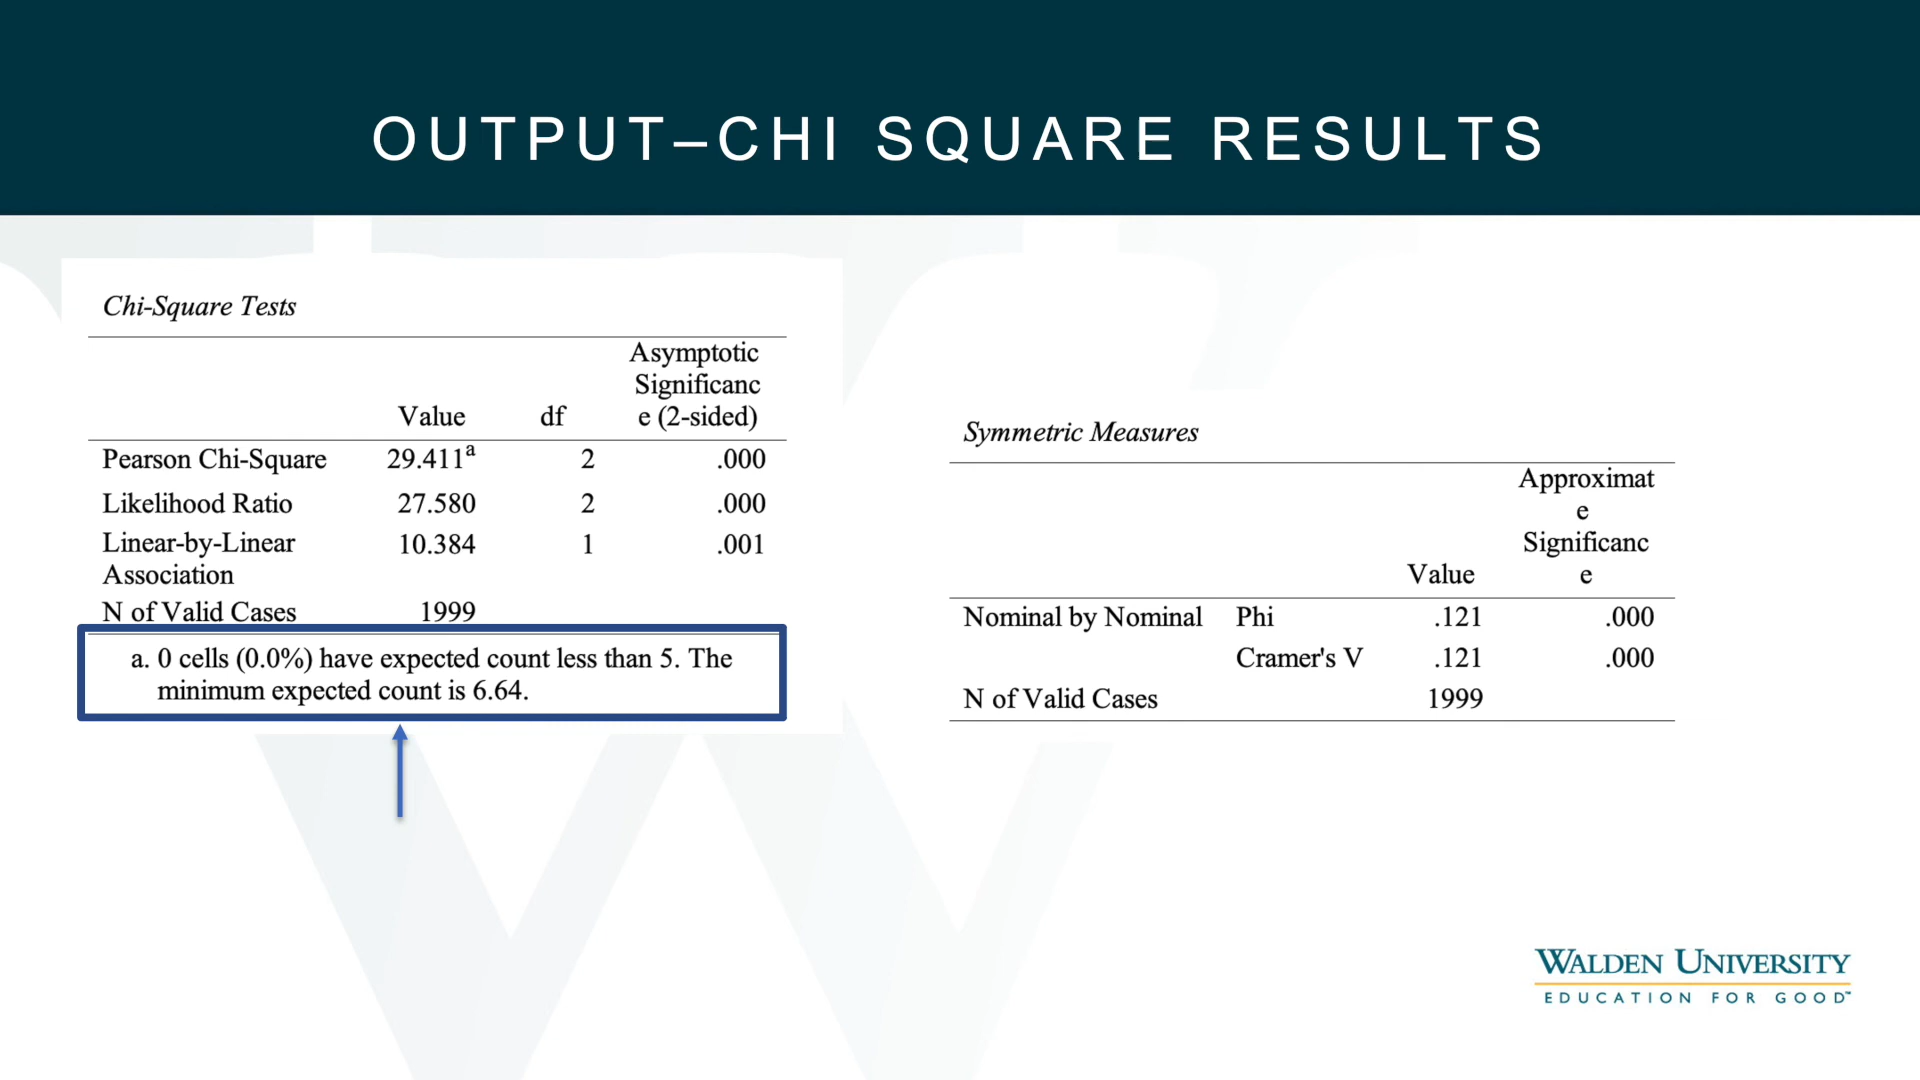 OUTPUT–CHI SQUARE RESULTS
Chi-Square Tests
Asymptotic
Significanc
Value df e (2-sided)
Pearson Chi-Square 29.411a 2 .000
Likelihood Ratio 27.580 2 .000
Linear-by-Linear 10.384 1 .001
Association
N of Valid Cases 1999
a. 0 cells (0.0%) have expected count less than 5. The
minimum expected count is 6.64.
Symmetric Measures
Approximat
e
Significanc
Value e
Nominal by Nominal Phi .121 .000
Cramer's V .121 .000
N of Valid Cases 1999
WALDEN UNIVERSITY
EDUCATION FOR GOOD™